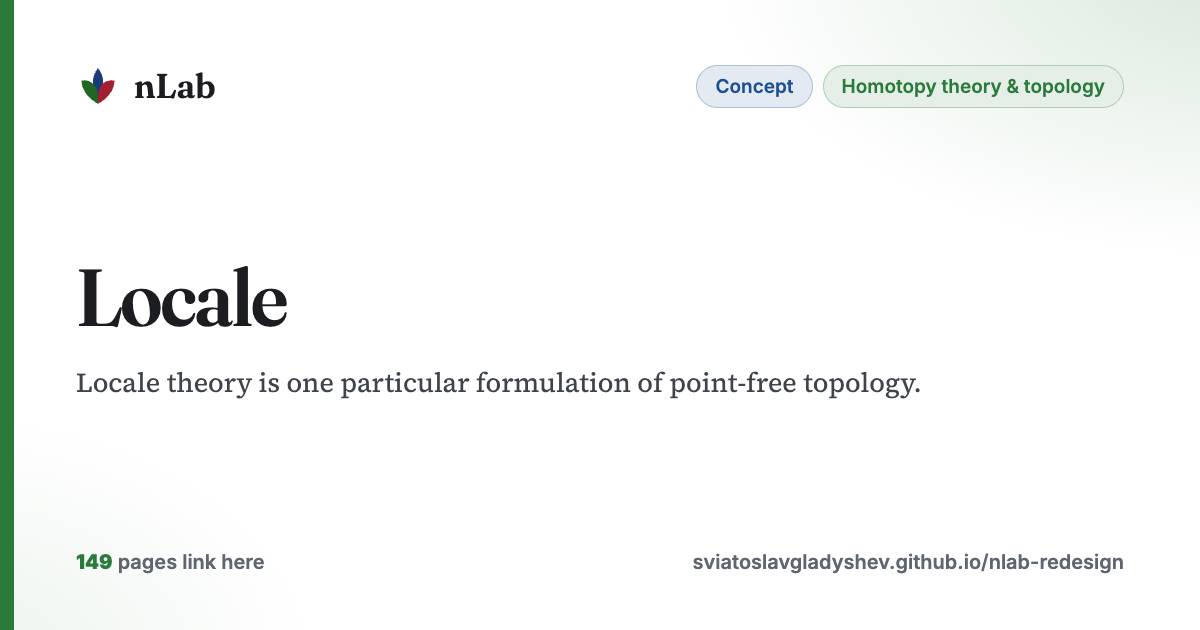 nLab
Concept
Homotopy theory & topology
Locale
Locale theory is one particular formulation of point-free topology.
149 pages link here
sviatoslavgladyshev.github.io/nlab-redesign